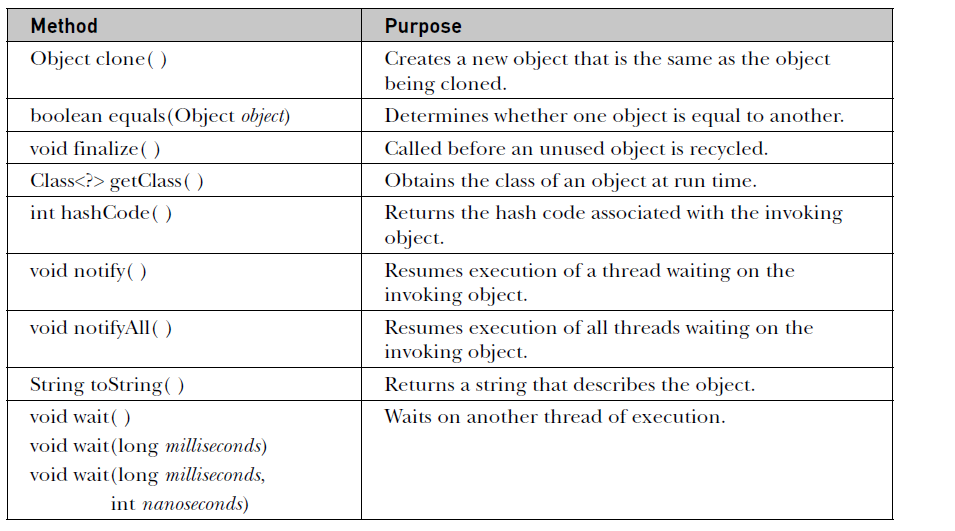 Method Purpose
Object clone( ) Creates a new object that is the same as the object
being cloned.
boolean equals(Object object) Determines whether one object is equal to another.
void finalize( ) Called before an unused object is recycled.
Class<?> getClass( ) Obtains the class of an object at run time.
int hashCode( ) Returns the hash code associated with the invoking
object.
void notify( ) Resumes execution of a thread waiting on the
invoking object.
void notifyAll( ) Resumes execution of all threads waiting on the
invoking object.
String toString( ) Returns a string that describes the object.
void wait( ) Waits on another thread of execution.
void wait(long milliseconds)
void wait(long milliseconds,
int nanoseconds)